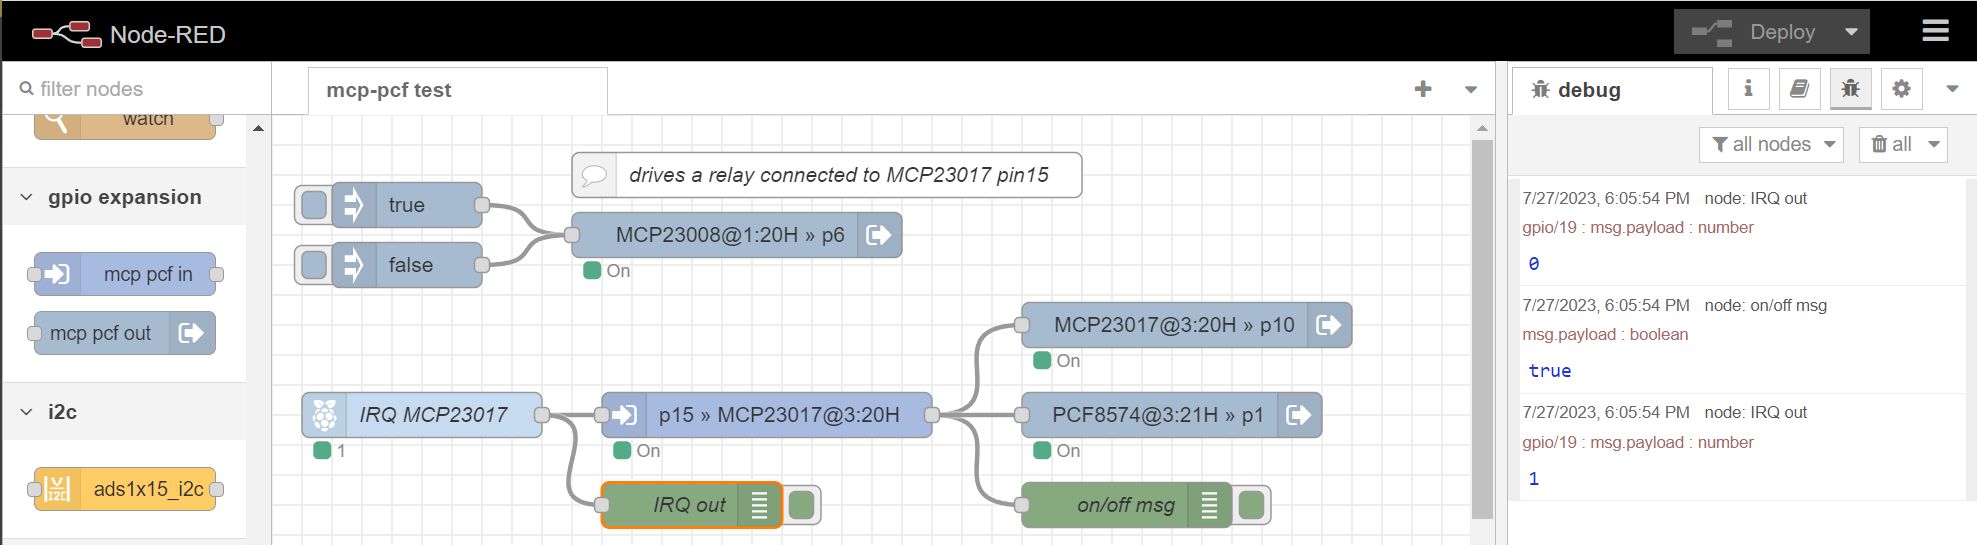 Node-RED
Deploy
filter nodes
mcp-pcf test
debug
watch
all nodes
all
gpio expansion
mcp pcf in
mcp pcf out
i2c
ads1x15_i2c
drives a relay connected to MCP23017 pin15
true
false
MCP23008@1:20H » p6
On
MCP23017@3:20H » p10
On
IRQ MCP23017
1
p15 » MCP23017@3:20H
On
PCF8574@3:21H » p1
On
IRQ out
on/off msg
7/27/2023, 6:05:54 PM node: IRQ out
gpio/19 : msg.payload : number
0
7/27/2023, 6:05:54 PM node: on/off msg
msg.payload : boolean
true
7/27/2023, 6:05:54 PM node: IRQ out
gpio/19 : msg.payload : number
1